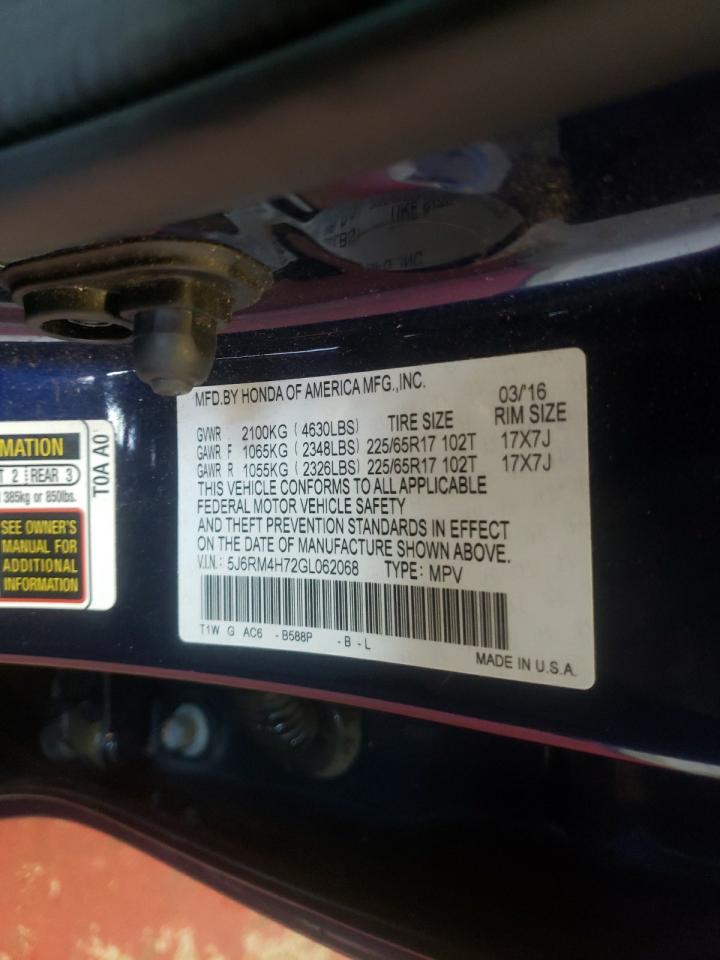 MFD.BY HONDA OF AMERICA MFG.,INC. 03/'16
GVWR 2100KG ( 4630LBS) TIRE SIZE RIM SIZE
GAWR F 1065KG ( 2348LBS) 225/65R17 102T 17X7J
GAWR R 1055KG ( 2326LBS) 225/65R17 102T 17X7J
THIS VEHICLE CONFORMS TO ALL APPLICABLE
FEDERAL MOTOR VEHICLE SAFETY
AND THEFT PREVENTION STANDARDS IN EFFECT
ON THE DATE OF MANUFACTURE SHOWN ABOVE.
V.I.N.: 5J6RM4H72GL062068 TYPE: MPV
T1W G AC6 -B588P -B -L
MADE IN U.S.A.
MATION
T 2 REAR 3
385kg or 850lbs.
SEE OWNER'S
MANUAL FOR
ADDITIONAL
INFORMATION
T0A A0